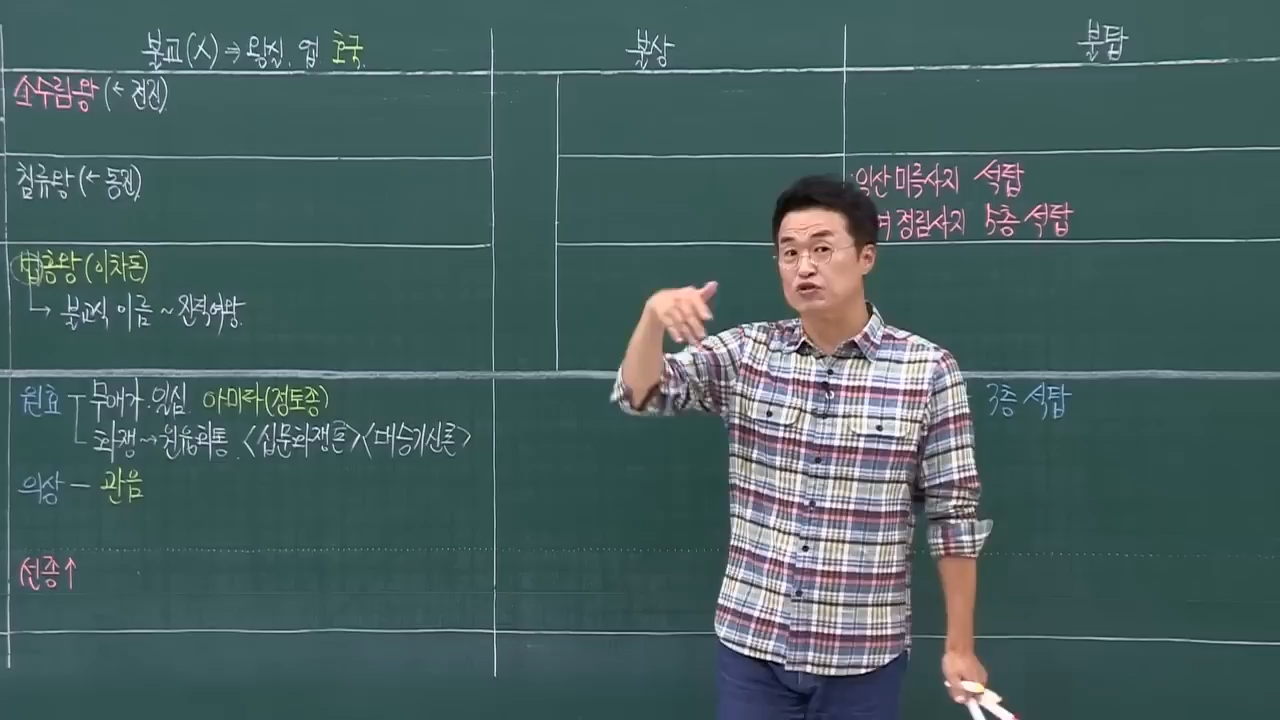 불교(人) → 왕실. 업 호국.
불상
불탑
소수림왕 (← 전진)
침류왕 (← 동진)
익산 미륵사지 석탑
여 정림사지 5층 석탑
법흥왕 (이차돈)
↳ 불교식 이름 ~ 진덕여왕.
원효 ┬ 무애가. 일심. 아미타(정토종)
3층 석탑
화쟁 → 원융회통. <십문화쟁론><대승기신론>
의상 — 관음
선종↑